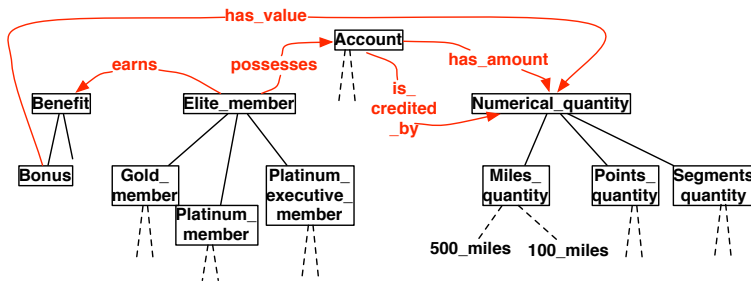 has_value
Account
earns
possesses
has_amount
is_
credited
_by
Benefit
Elite_member
Numerical_quantity
Bonus
Gold_
member
Platinum_
member
Platinum_
executive_
member
Miles_
quantity
Points_
quantity
Segments_
quantity
500_miles
100_miles